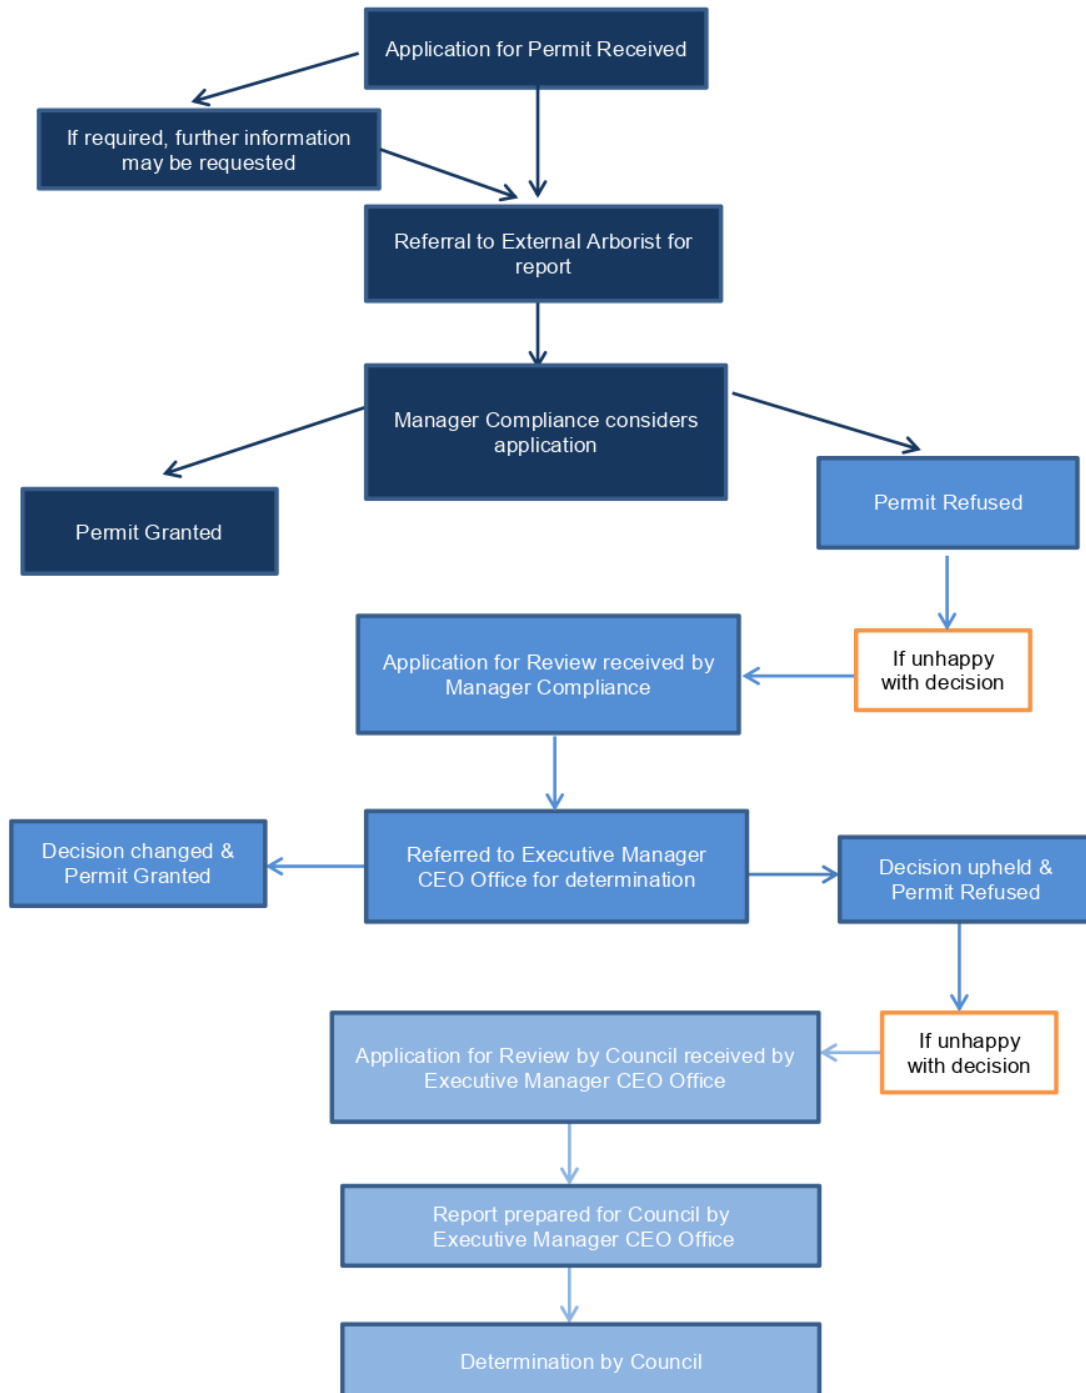 Application for Permit Received
If required, further information
may be requested
Referral to External Arborist for
report
Manager Compliance considers
application
Permit Granted
Permit Refused
If unhappy
with decision
Application for Review received by
Manager Compliance
Referred to Executive Manager
CEO Office for determination
Decision changed &
Permit Granted
Decision upheld &
Permit Refused
If unhappy
with decision
Application for Review by Council received by
Executive Manager CEO Office
Report prepared for Council by
Executive Manager CEO Office
Determination by Council